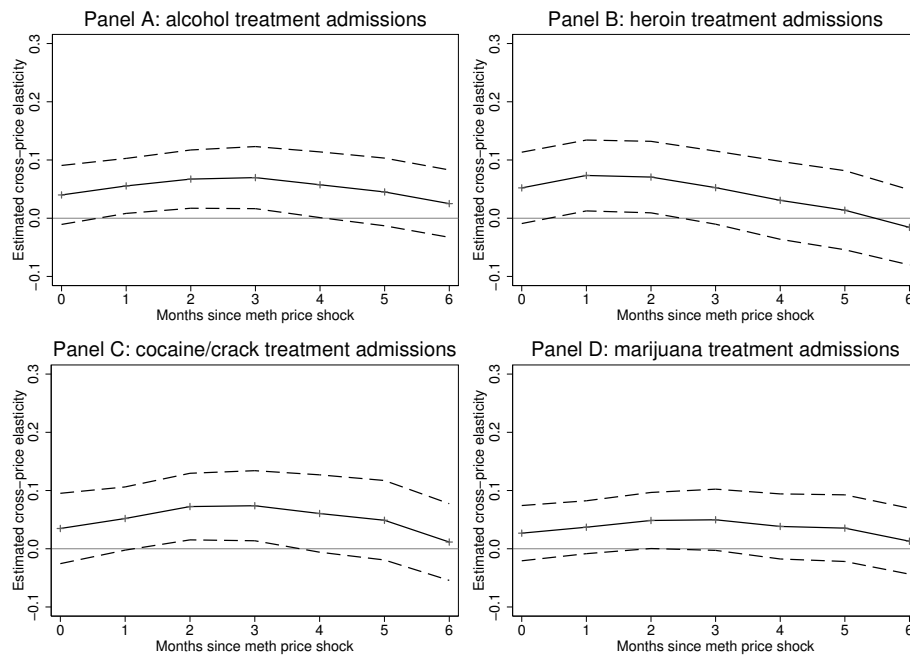 Panel A: alcohol treatment admissions
Estimated cross-price elasticity
0.3
0.2
0.1
0.0
−0.1
0 1 2 3 4 5 6
Months since meth price shock
Panel B: heroin treatment admissions
Estimated cross-price elasticity
0.3
0.2
0.1
0.0
−0.1
0 1 2 3 4 5 6
Months since meth price shock
Panel C: cocaine/crack treatment admissions
Estimated cross-price elasticity
0.3
0.2
0.1
0.0
−0.1
0 1 2 3 4 5 6
Months since meth price shock
Panel D: marijuana treatment admissions
Estimated cross-price elasticity
0.3
0.2
0.1
0.0
−0.1
0 1 2 3 4 5 6
Months since meth price shock